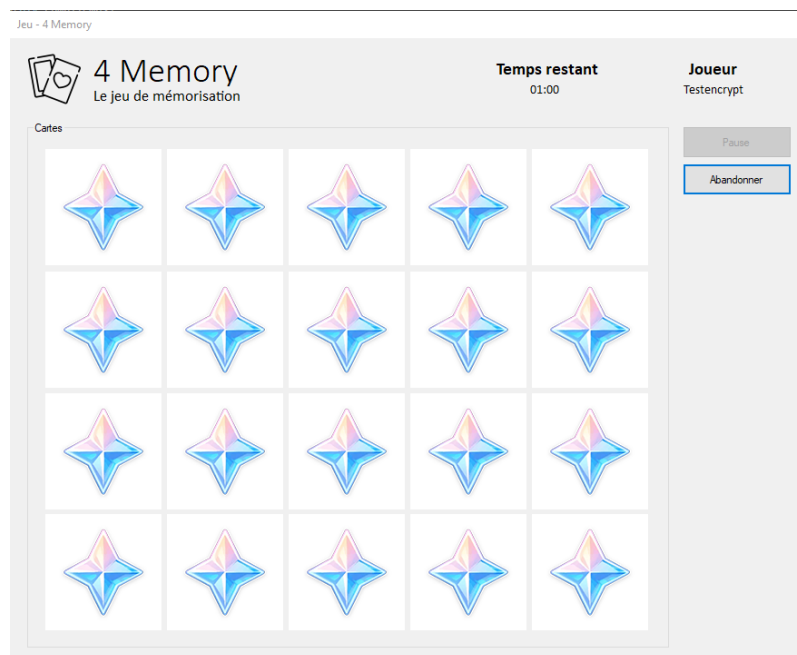 Jeu - 4 Memory
4 Memory
Le jeu de mémorisation
Temps restant
01:00
Joueur
Testencrypt
Cartes
Pause
Abandonner